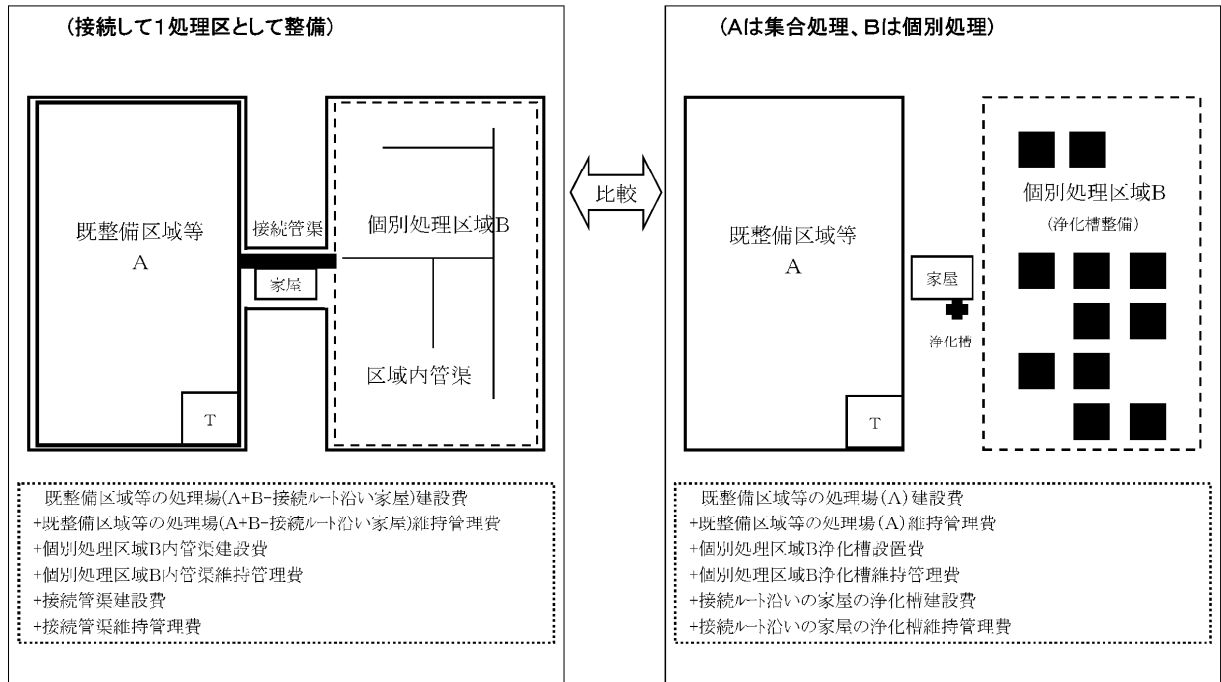 (接続して1処理区として整備)
既整備区域等
A
接続管渠
家屋
個別処理区域B
区域内管渠
T
既整備区域等の処理場(A+B-接続ルート沿い家屋)建設費
+既整備区域等の処理場(A+B-接続ルート沿い家屋)維持管理費
+個別処理区域B内管渠建設費
+個別処理区域B内管渠維持管理費
+接続管渠建設費
+接続管渠維持管理費
比較
(Aは集合処理、Bは個別処理)
既整備区域等
A
家屋
浄化槽
個別処理区域B
(浄化槽整備)
T
既整備区域等の処理場(A)建設費
+既整備区域等の処理場(A)維持管理費
+個別処理区域B浄化槽設置費
+個別処理区域B浄化槽維持管理費
+接続ルート沿いの家屋の浄化槽建設費
+接続ルート沿いの家屋の浄化槽維持管理費